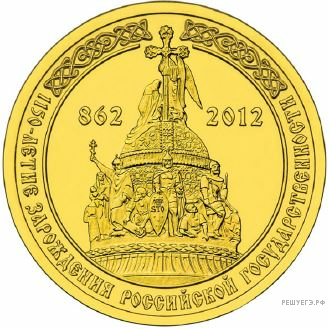 862 2012
1150-ЛЕТИЕ ЗАРОЖДЕНИЯ РОССИЙСКОЙ ГОСУДАРСТВЕННОСТИ
РЕШУЕГЭ.РФ